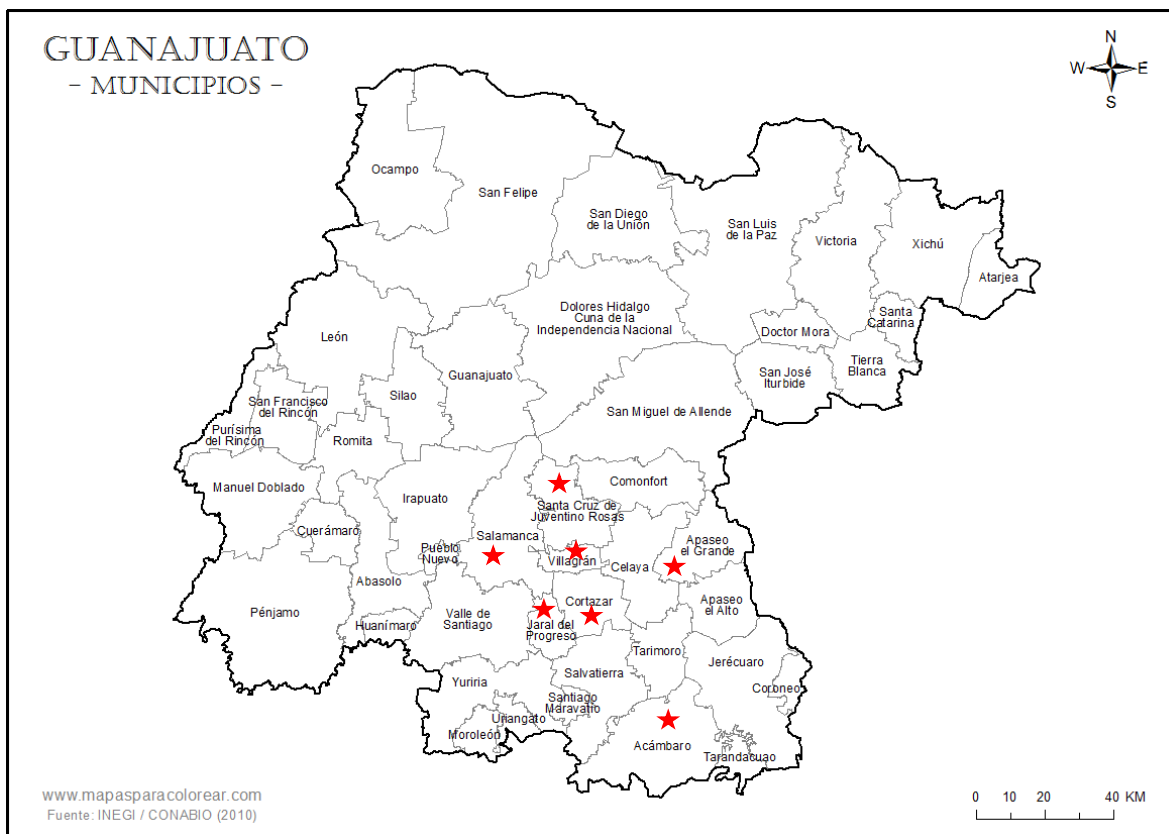 GUANAJUATO
- MUNICIPIOS -
N
W E
S
Ocampo
San Felipe
San Diego
de la Unión
San Luis
de la Paz
Victoria
Xichú
Atarjea
Dolores Hidalgo
Cuna de la
Independencia Nacional
Doctor Mora
Santa
Catarina
León
Guanajuato
San José
Iturbide
Tierra
Blanca
Silao
San Francisco
del Rincón
San Miguel de Allende
Purísima
del Rincón
Romita
Manuel Doblado
Irapuato
Comonfort
Santa Cruz de
Juventino Rosas
Cuerámaro
Salamanca
Apaseo
el Grande
Pueblo
Nuevo
Villagrán
Celaya
Abasolo
Pénjamo
Huanímaro
Valle de
Santiago
Cortazar
Apaseo
el Alto
Jaral del
Progreso
Tarimoro
Jerécuaro
Yuriria
Salvatierra
Coroneo
Santiago
Maravatío
Uriangato
Moroleón
Acámbaro
Tarandacuao
www.mapasparacolorear.com
Fuente: INEGI / CONABIO (2010)
0 10 20 40 KM